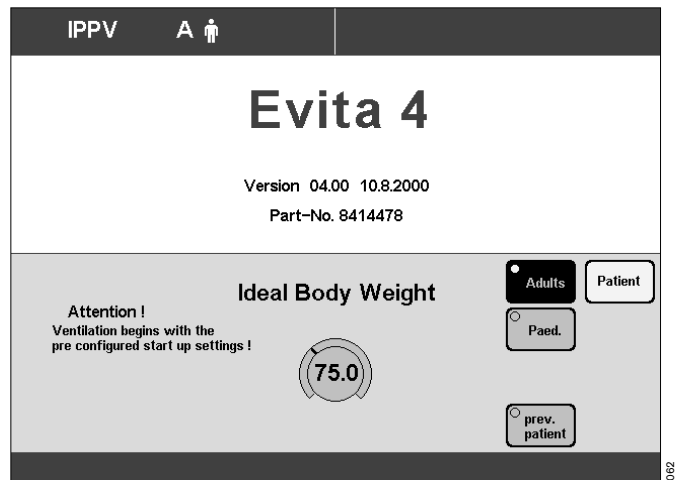 IPPV A
Evita 4
Version 04.00 10.8.2000
Part-No. 8414478
Ideal Body Weight
Attention !
Ventilation begins with the
pre configured start up settings !
75.0
Adults
Patient
Paed.
prev.
patient
062